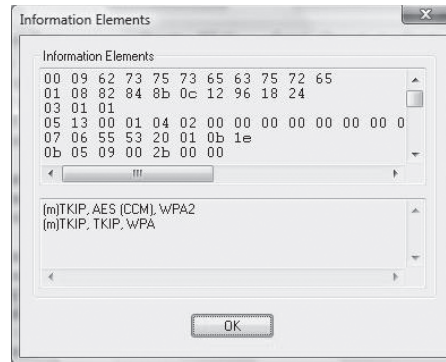 Information Elements
X
Information Elements
00 09 62 73 75 73 65 63 75 72 65
01 08 82 84 8b 0c 12 96 18 24
03 01 01
05 13 00 01 04 02 00 00 00 00 00 00 00 0
07 06 55 53 20 01 0b 1e
0b 05 09 00 2b 00 00
(m)TKIP, AES (CCM), WPA2
(m)TKIP, TKIP, WPA
OK